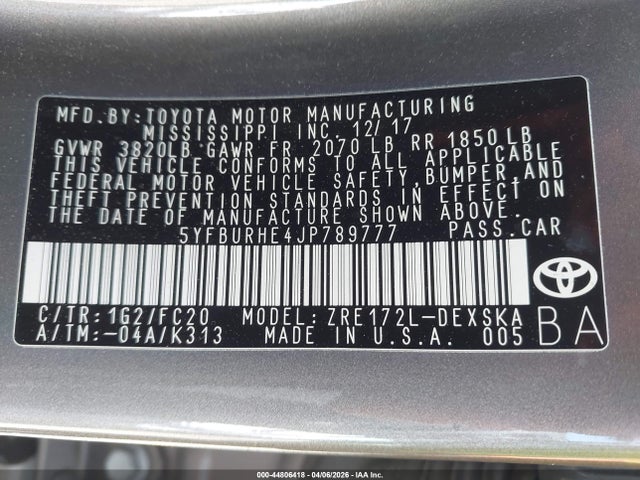 MFD.BY:TOYOTA MOTOR MANUFACTURING
MISSISSIPPI INC. 12/17
GVWR 3820LB GAWR FR 2070 LB RR 1850LB
THIS VEHICLE CONFORMS TO ALL APPLICABLE
FEDERAL MOTOR VEHICLE SAFETY,BUMPER,AND
THEFT PREVENTION STANDARDS IN EFFECT ON
THE DATE OF MANUFACTURE SHOWN ABOVE.
5YFBURHE4JP789777 PASS.CAR
C/TR:1G2/FC20 MODEL:ZRE172L-DEXSKA
A/TM:-04A/K313 MADE IN U.S.A. 005
TOYOTA
BA
000-44806418 - 04/06/2026 - IAA Inc.